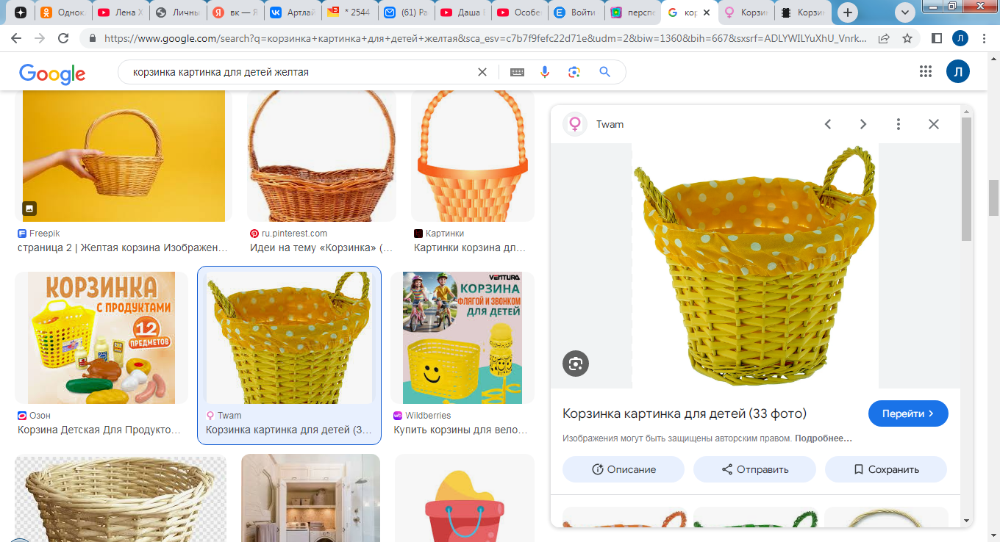 Однок
Лена Х
Личны
вк — Я
Артлай
* 2544
(61) Ра
Даша В
Особе
Войти
перспе
кор
Корзин
Корзин
https://www.google.com/search?q=корзинка+картинка+для+детей+желтая&sca_esv=c7b7f9fefc22d71e&udm=2&biw=1360&bih=667&sxsrf=ADLYWILYuXhU_Vnrk...
Л
Google
корзинка картинка для детей желтая
Л
Freepik
страница 2 | Желтая корзина Изображен...
ru.pinterest.com
Идеи на тему «Корзинка» (...
Картинки
Картинки корзина дл...
КОРЗИНКА
С ПРОДУКТАМИ
12
ПРЕДМЕТОВ
Озон
Корзина Детская Для Продукто...
Twam
Корзинка картинка для детей (3...
VENTURA
КОРЗИНА
ФЛЯГОЙ И ЗВОНКОМ
ДЛЯ ДЕТЕЙ
Wildberries
Купить корзины для вело...
Twam
Корзинка картинка для детей (33 фото)
Перейти
Изображения могут быть защищены авторским правом. Подробнее...
Описание
Отправить
Сохранить